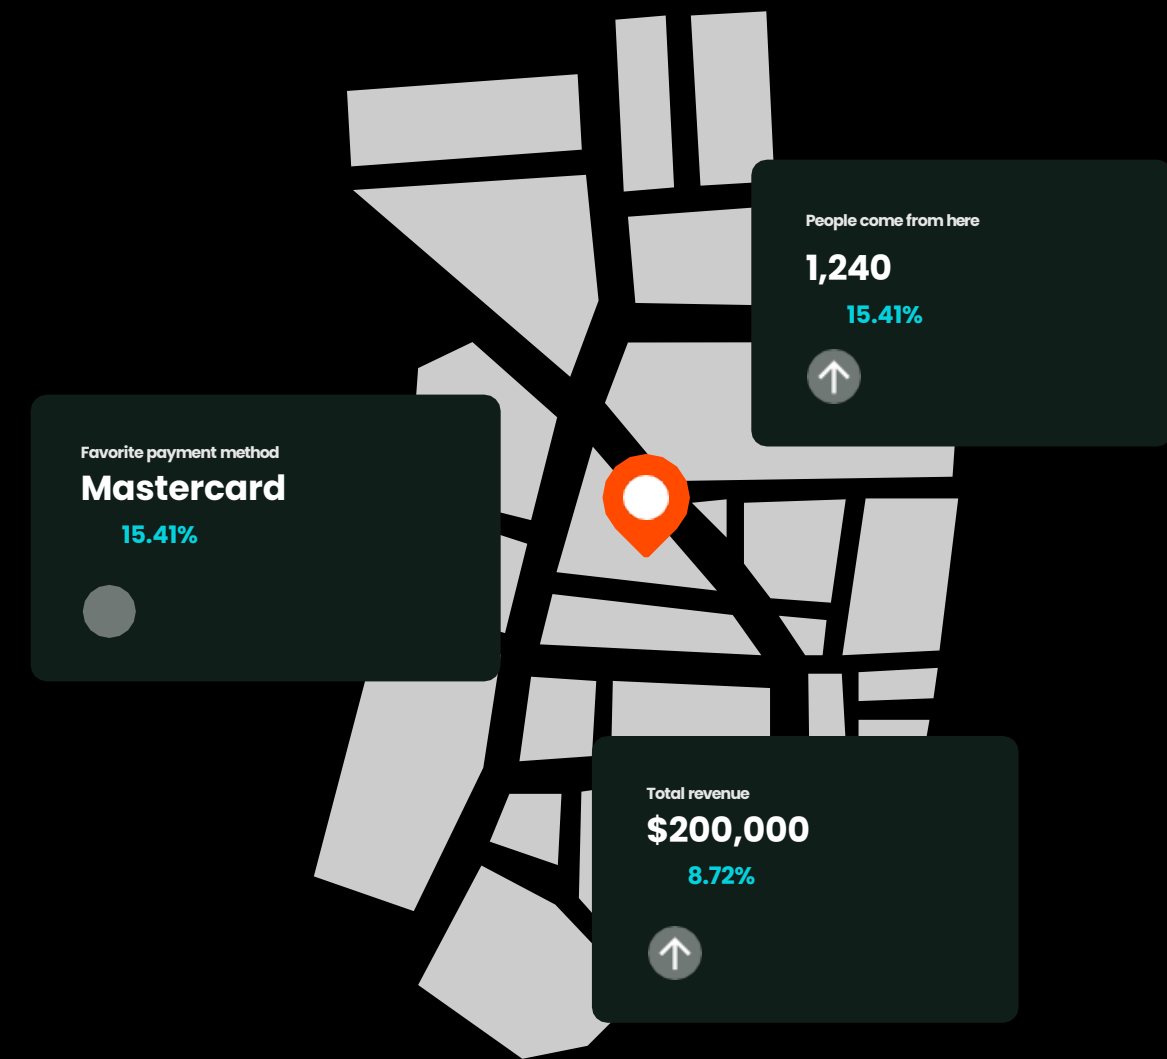 People come from here
1,240
15.41%
Favorite payment method
Mastercard
15.41%
Total revenue
$200,000
8.72%